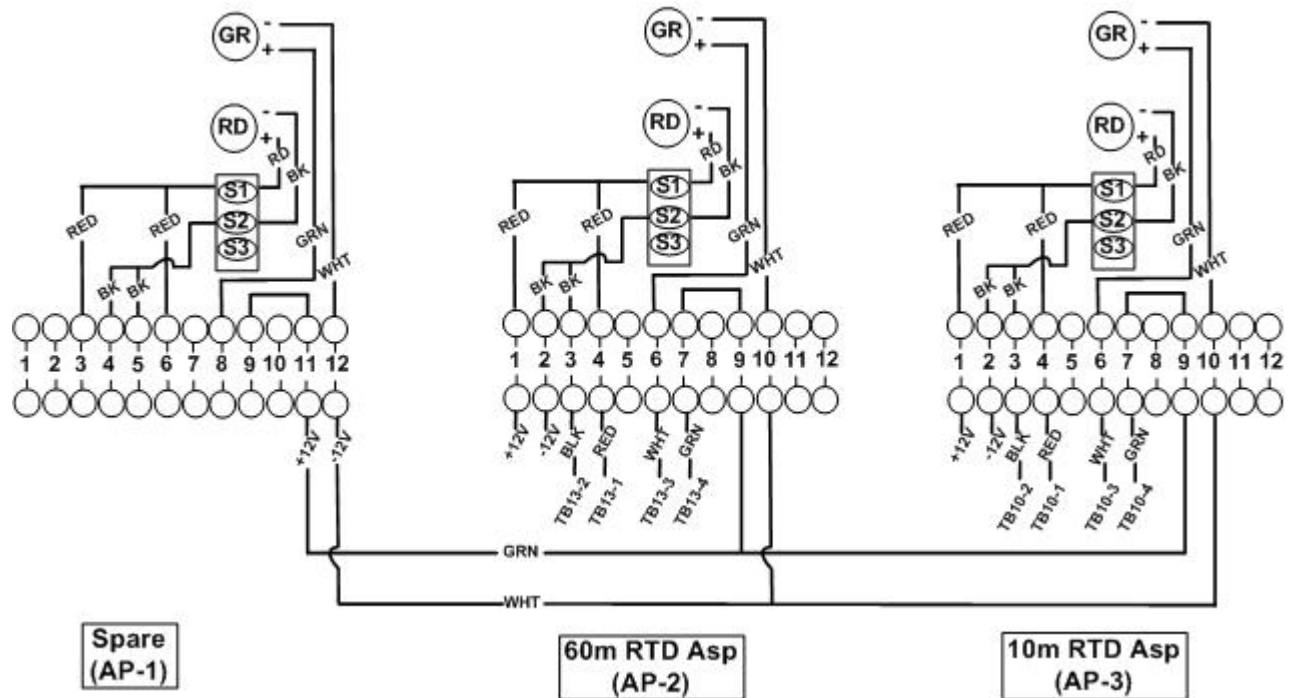 GR - +
RD - +
RD
BK
S1
S2
S3
RED
RED
BK
BK
GRN
WHT
1 2 3 4 5 6 7 8 9 10 11 12
+12V
-12V
GR - +
RD - +
RD
BK
S1
S2
S3
RED
RED
BK
BK
GRN
WHT
1 2 3 4 5 6 7 8 9 10 11 12
+12V
-12V
BLK
RED
WHT
GRN
TB13-2
TB13-1
TB13-3
TB13-4
GR - +
RD - +
RD
BK
S1
S2
S3
RED
RED
BK
BK
GRN
WHT
1 2 3 4 5 6 7 8 9 10 11 12
+12V
-12V
BLK
RED
WHT
GRN
TB10-2
TB10-1
TB10-3
TB10-4
GRN
WHT
Spare
(AP-1)
60m RTD Asp
(AP-2)
10m RTD Asp
(AP-3)